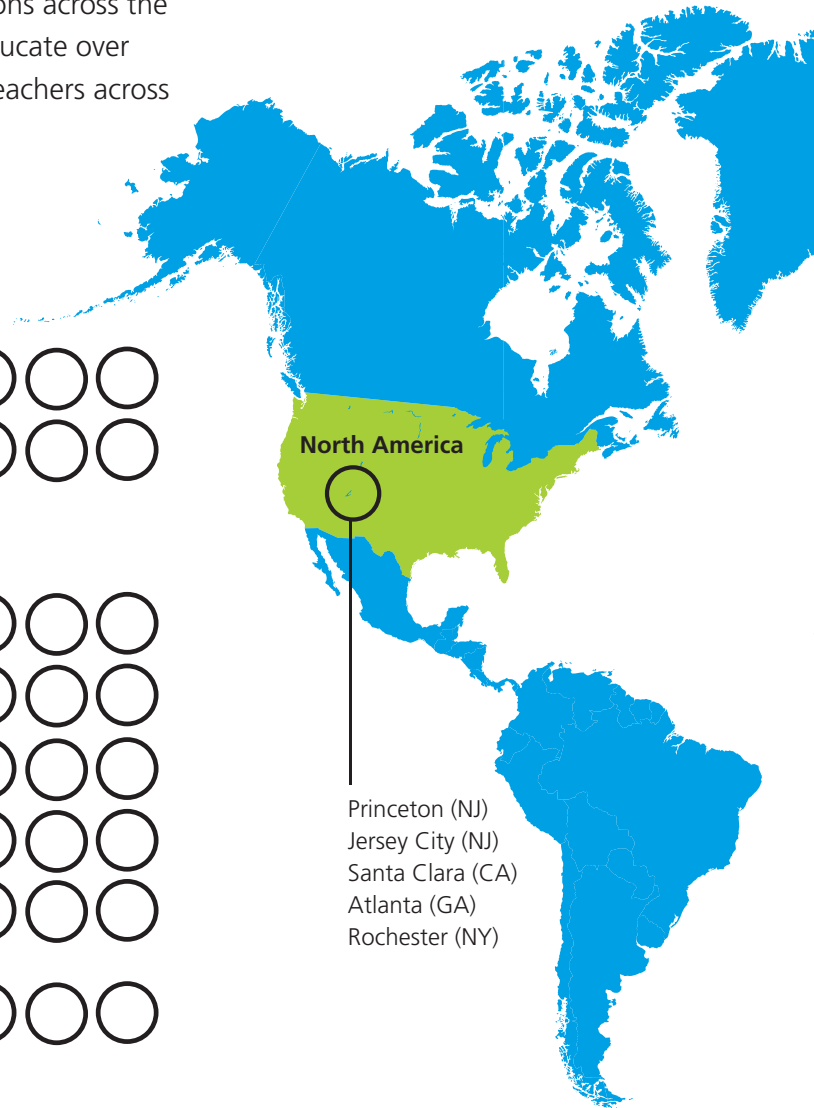 ons across the
ucate over
eachers across
North America
Princeton (NJ)
Jersey City (NJ)
Santa Clara (CA)
Atlanta (GA)
Rochester (NY)